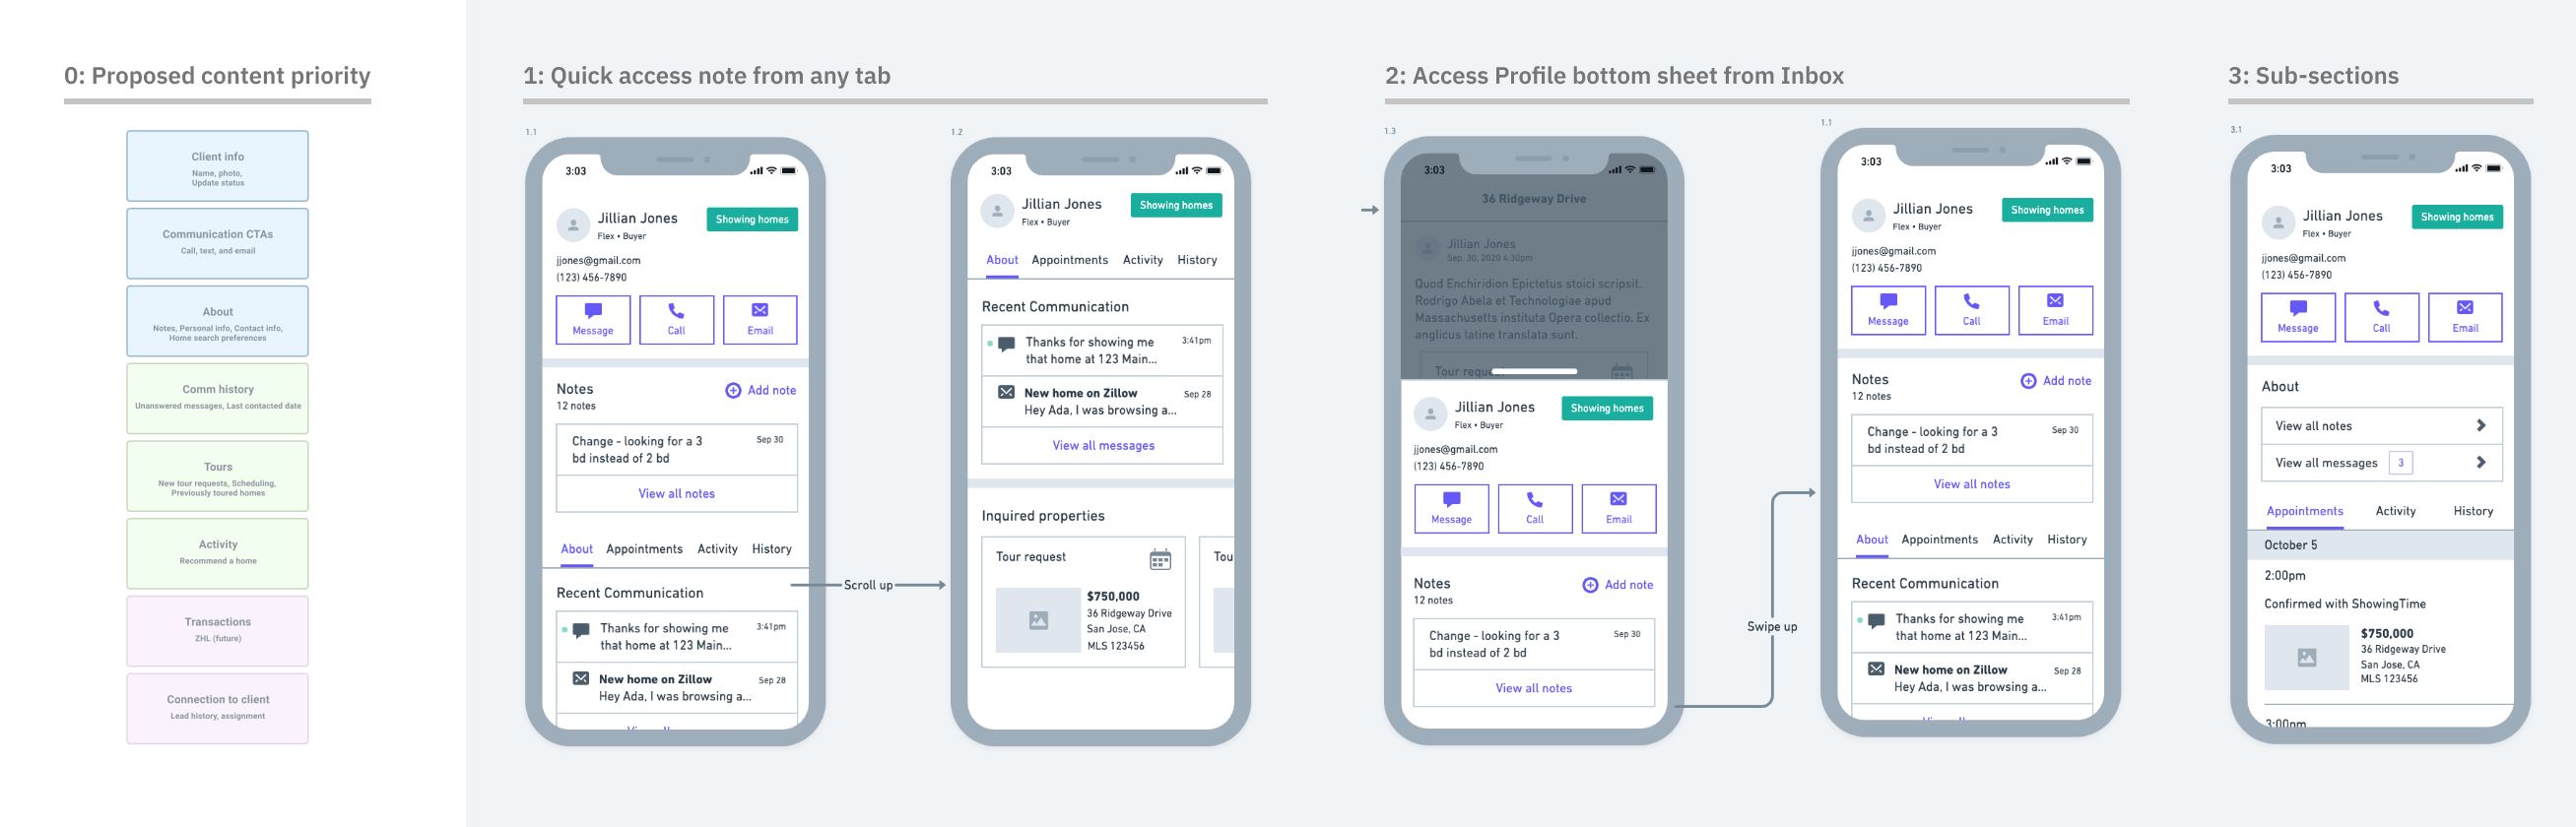 0: Proposed content priority
Client info
Name, photo,
Update status
Communication CTAs
Call, text, and email
About
Notes, Personal info, Contact info,
Home search preferences
Comm history
Unanswered messages, Last contacted date
Tours
New tour requests, Scheduling,
Previously toured homes
Activity
Recommend a home
Transactions
ZHL (future)
Connection to client
Lead history, assignment
1: Quick access note from any tab
1.1
3:03
Jillian Jones
Flex • Buyer
Showing homes
jjones@gmail.com
(123) 456-7890
Message
Call
Email
Notes
12 notes
Add note
Change - looking for a 3
bd instead of 2 bd
Sep 30
View all notes
About Appointments Activity History
Recent Communication
Thanks for showing me
that home at 123 Main...
3:41pm
New home on Zillow
Hey Ada, I was browsing a...
Sep 28
Scroll up
1.2
3:03
Jillian Jones
Flex • Buyer
Showing homes
About Appointments Activity History
Recent Communication
Thanks for showing me
that home at 123 Main...
3:41pm
New home on Zillow
Hey Ada, I was browsing a...
Sep 28
View all messages
Inquired properties
Tour request
$750,000
36 Ridgeway Drive
San Jose, CA
MLS 123456
Tou
2: Access Profile bottom sheet from Inbox
1.3
3:03
36 Ridgeway Drive
Jillian Jones
Sep, 30, 2020 4:30pm
Quod Enchiridion Epictetus stoici scripsit.
Rodrigo Abela et Technologiae apud
Massachusetts instituta Opera collectio. Ex
anglicus latine translata sunt.
Tour reque
Jillian Jones
Flex • Buyer
Showing homes
jjones@gmail.com
(123) 456-7890
Message
Call
Email
Notes
12 notes
Add note
Change - looking for a 3
bd instead of 2 bd
Sep 30
View all notes
Swipe up
1.1
3:03
Jillian Jones
Flex • Buyer
Showing homes
jjones@gmail.com
(123) 456-7890
Message
Call
Email
Notes
12 notes
Add note
Change - looking for a 3
bd instead of 2 bd
Sep 30
View all notes
About Appointments Activity History
Recent Communication
Thanks for showing me
that home at 123 Main...
3:41pm
New home on Zillow
Hey Ada, I was browsing a...
Sep 28
3: Sub-sections
3.1
3:03
Jillian Jones
Flex • Buyer
Showing homes
jjones@gmail.com
(123) 456-7890
Message
Call
Email
About
View all notes
View all messages 3
Appointments Activity History
October 5
2:00pm
Confirmed with ShowingTime
$750,000
36 Ridgeway Drive
San Jose, CA
MLS 123456
3:00pm